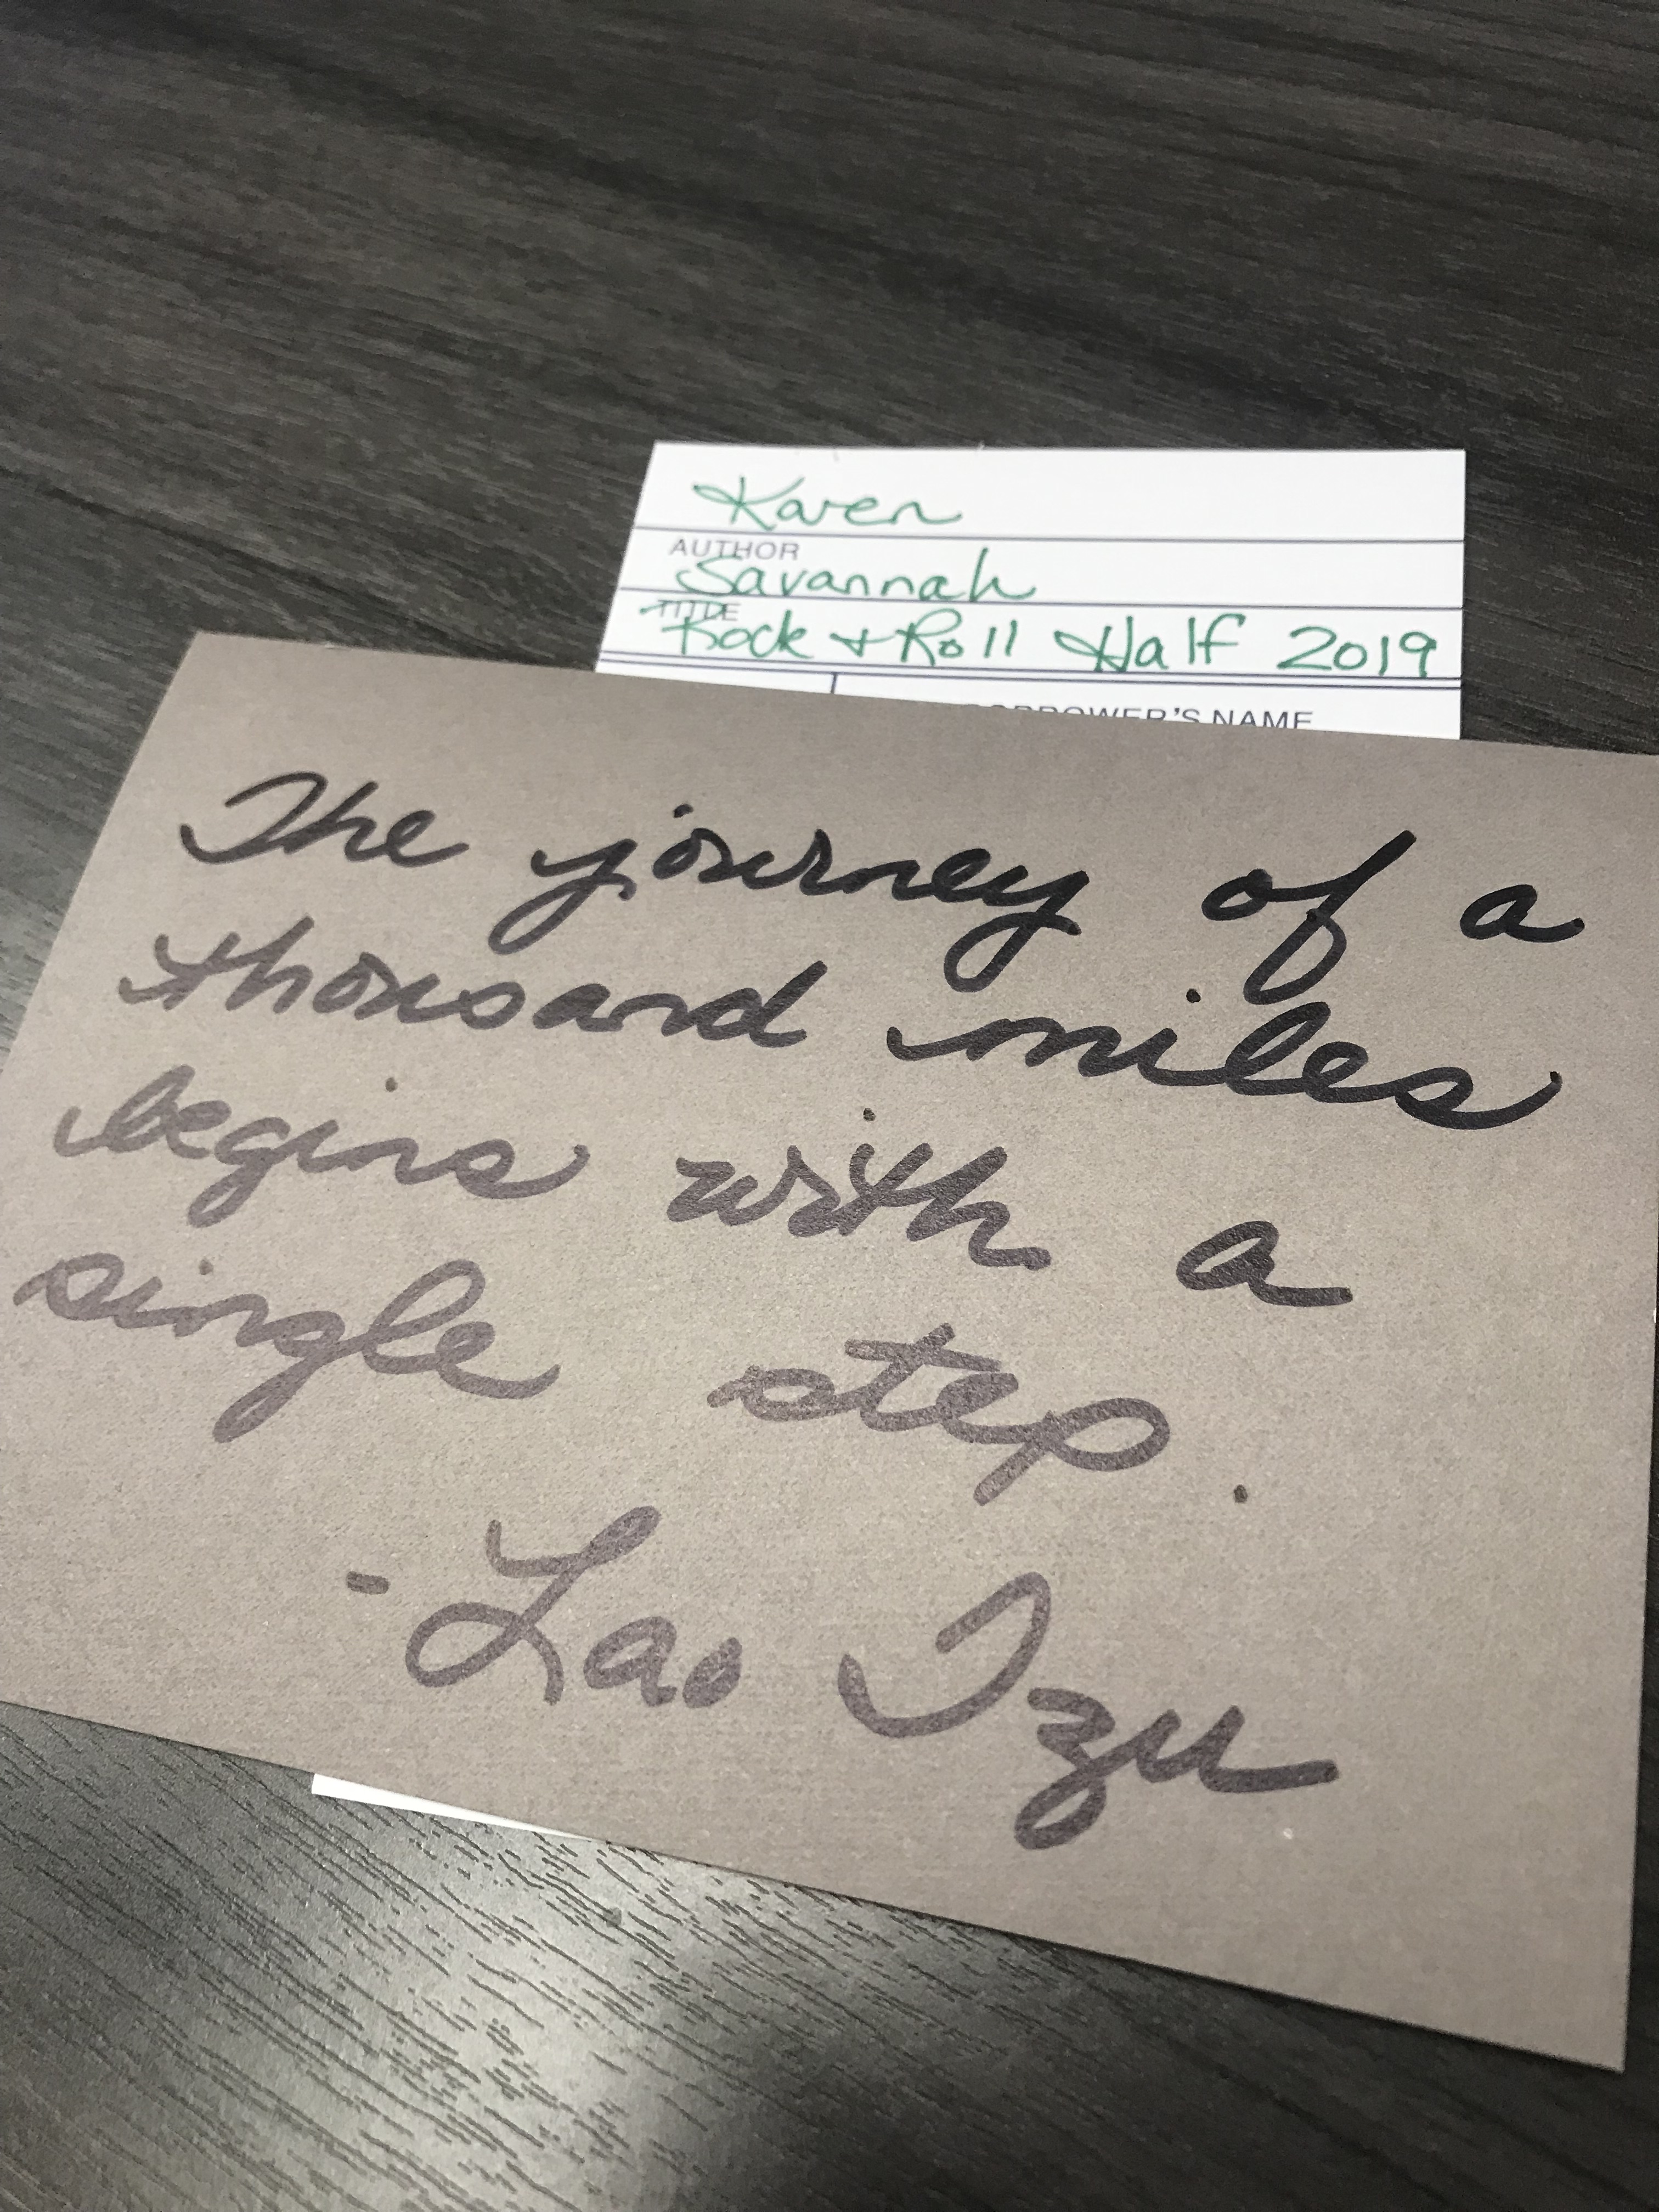 Karen
AUTHOR
Savannah
TITLE
Rock + Roll Half 2019
BORROWER'S NAME
The journey of a
thousand miles
begins with a
single step.
- Lao Tzu